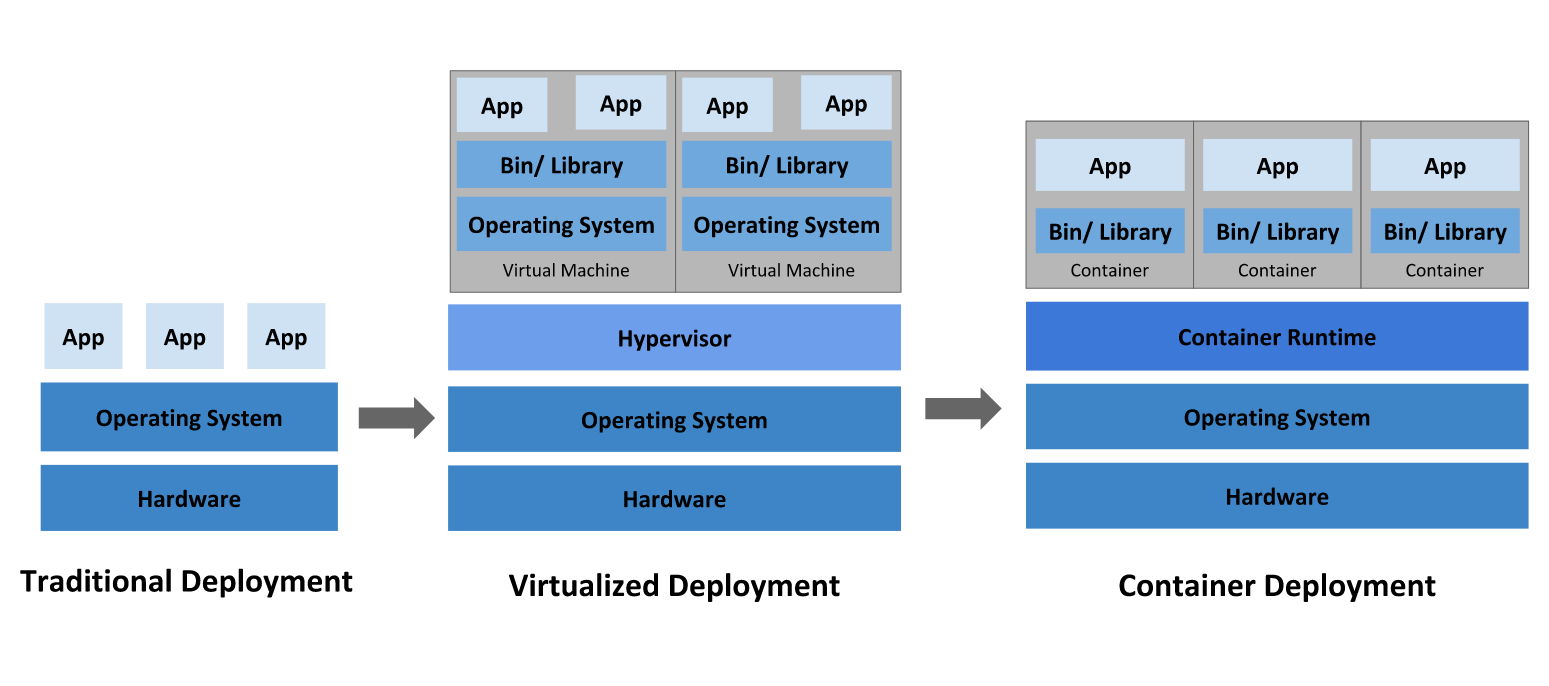 App
App
App
Operating System
Hardware
Traditional Deployment
App
App
App
App
Bin/ Library
Bin/ Library
Operating System
Operating System
Virtual Machine
Virtual Machine
Hypervisor
Operating System
Hardware
Virtualized Deployment
App
App
App
Bin/ Library
Bin/ Library
Bin/ Library
Container
Container
Container
Container Runtime
Operating System
Hardware
Container Deployment